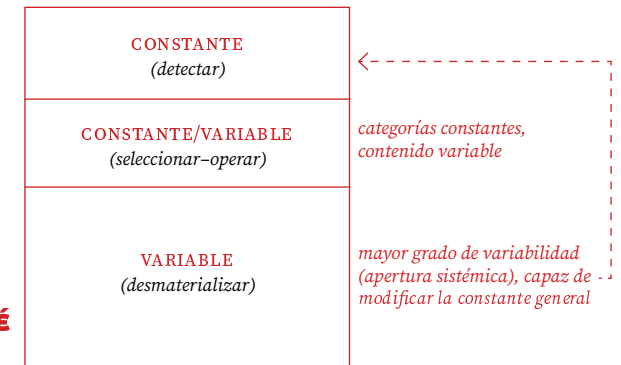 CONSTANTE
(detectar)
CONSTANTE/VARIABLE
(seleccionar–operar)
categorías constantes,
contenido variable
VARIABLE
(desmaterializar)
mayor grado de variabilidad
(apertura sistémica), capaz de
modificar la constante general